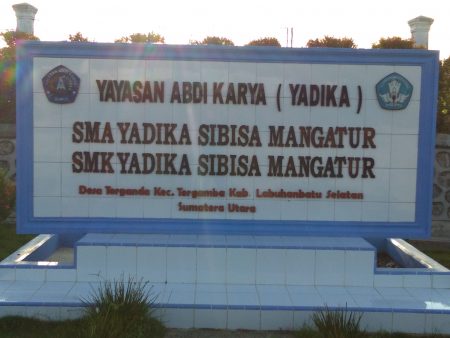 YAYASAN ABDI KARYA ( YADIKA )
SMA YADIKA SIBISA MANGATUR
SMK YADIKA SIBISA MANGATUR
Desa Torganda Kec. Torgamba Kab. Labuhanbatu Selatan
Sumatera Utara